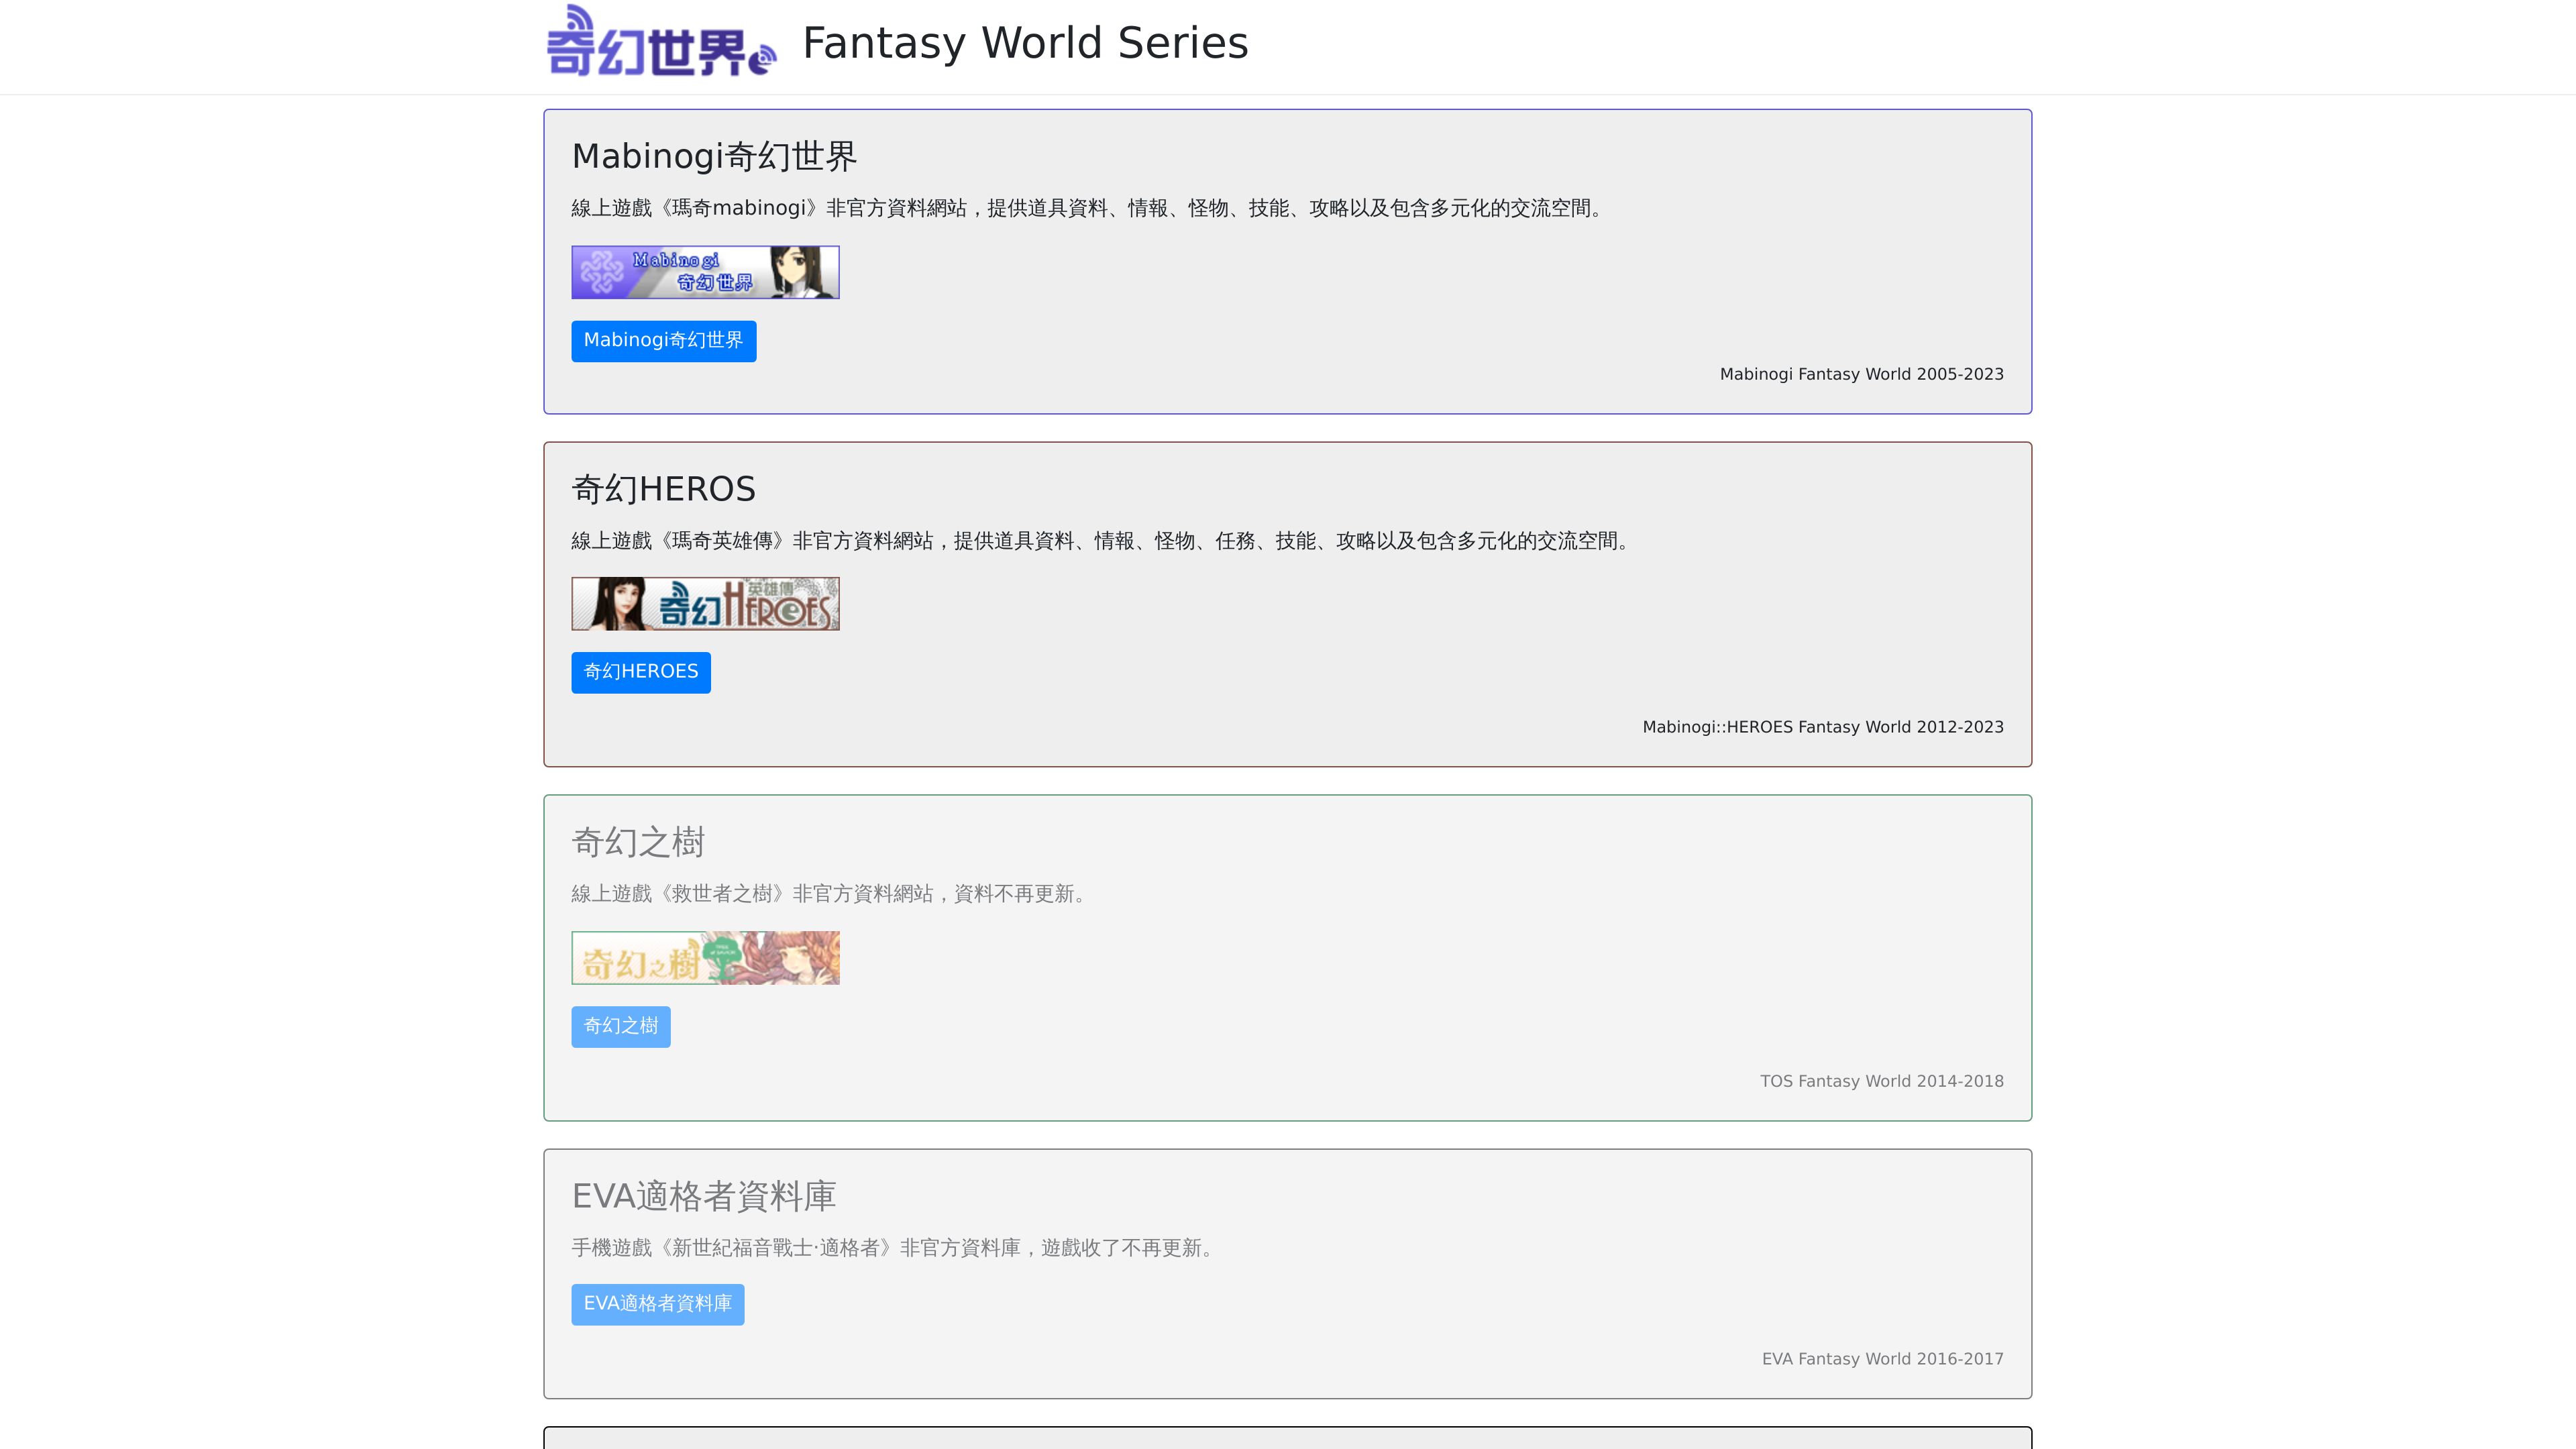 奇幻世界e Fantasy World Series
Mabinogi奇幻世界
線上遊戲《瑪奇mabinogi》非官方資料網站，提供道具資料、情報、怪物、技能、攻略以及包含多元化的交流空間。
Mabinogi
奇幻世界
Mabinogi奇幻世界
Mabinogi Fantasy World 2005-2023
奇幻HEROS
線上遊戲《瑪奇英雄傳》非官方資料網站，提供道具資料、情報、怪物、任務、技能、攻略以及包含多元化的交流空間。
英雄傳
奇幻HEROES
奇幻HEROES
Mabinogi::HEROES Fantasy World 2012-2023
奇幻之樹
線上遊戲《救世者之樹》非官方資料網站，資料不再更新。
奇幻之樹
奇幻之樹
TOS Fantasy World 2014-2018
EVA適格者資料庫
手機遊戲《新世紀福音戰士·適格者》非官方資料庫，遊戲收了不再更新。
EVA適格者資料庫
EVA Fantasy World 2016-2017